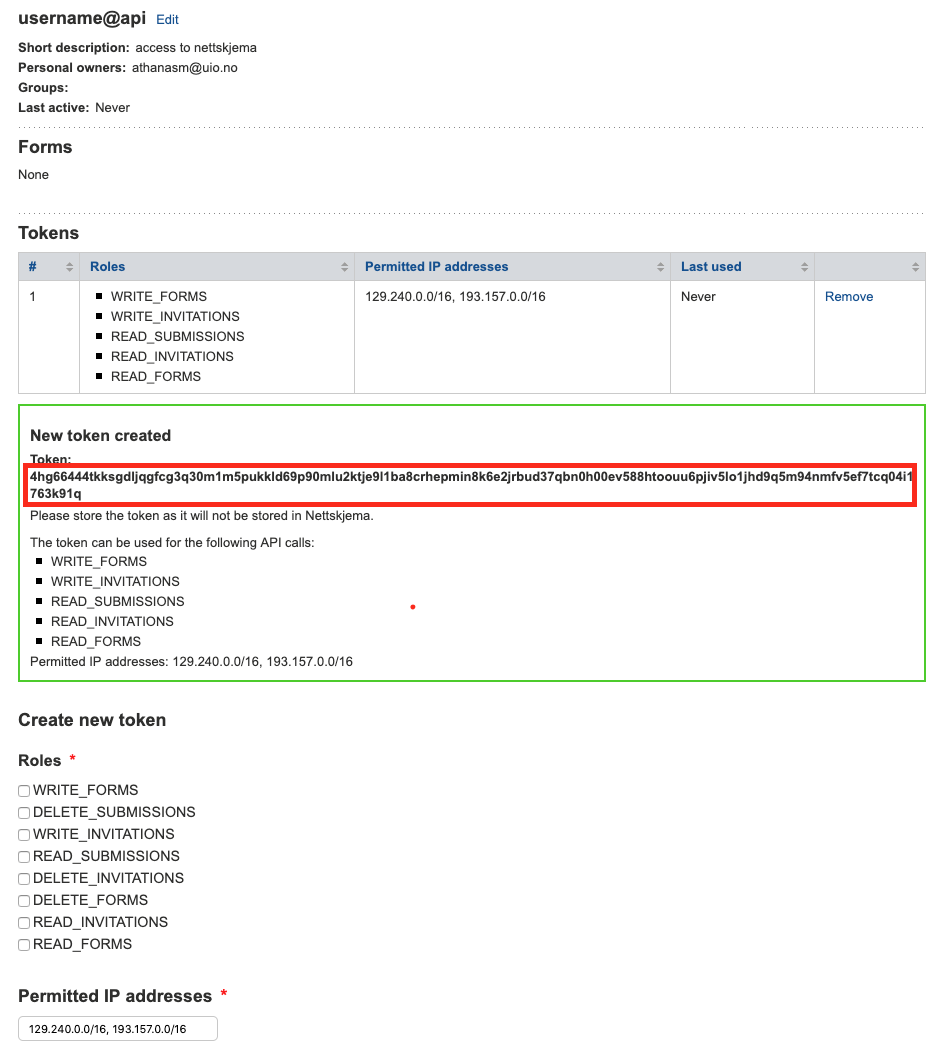 username@api Edit
Short description: access to nettskjema
Personal owners: athanasm@uio.no
Groups:
Last active: Never
Forms
None
Tokens
# Roles Permitted IP addresses Last used
1 WRITE_FORMS 129.240.0.0/16, 193.157.0.0/16 Never Remove
WRITE_INVITATIONS
READ_SUBMISSIONS
READ_INVITATIONS
READ_FORMS
New token created
Token:
4hg66444tkksgdljqgfcg3q30m1m5pukkld69p90mlu2ktje9l1ba8crhepmin8k6e2jrbud37qbn0h00ev588htoouu6pjiv5lo1jhd9q5m94nmfv5ef7tcq04i1
763k91q
Please store the token as it will not be stored in Nettskjema.
The token can be used for the following API calls:
WRITE_FORMS
WRITE_INVITATIONS
READ_SUBMISSIONS
READ_INVITATIONS
READ_FORMS
Permitted IP addresses: 129.240.0.0/16, 193.157.0.0/16
Create new token
Roles *
WRITE_FORMS
DELETE_SUBMISSIONS
WRITE_INVITATIONS
READ_SUBMISSIONS
DELETE_INVITATIONS
DELETE_FORMS
READ_INVITATIONS
READ_FORMS
Permitted IP addresses *
129.240.0.0/16, 193.157.0.0/16